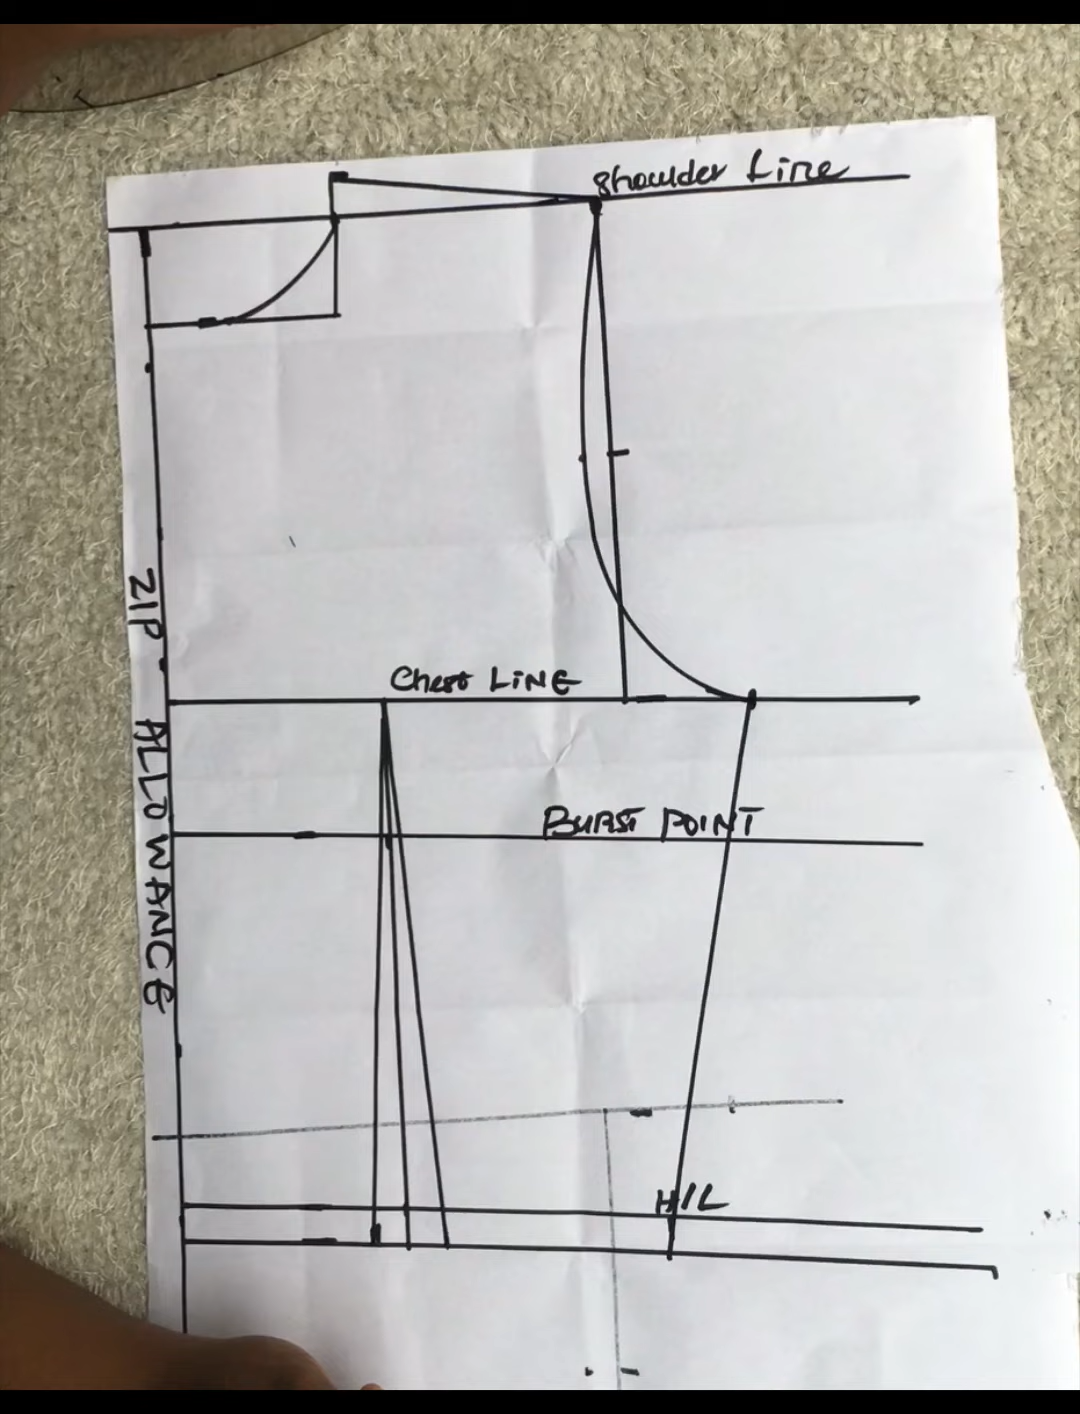 Shoulder Line
ZIP. ALLOWANCE
Chest LINE
BURST POINT
H/L